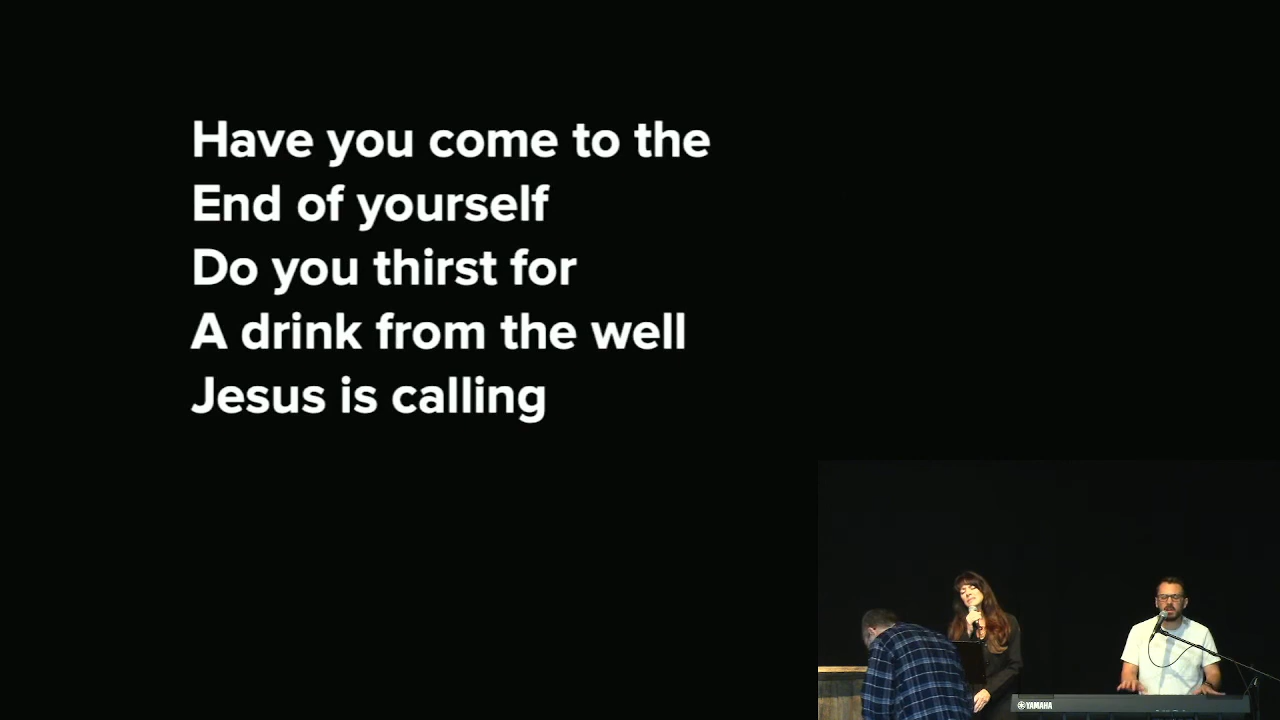 Have you come to the
End of yourself
Do you thirst for
A drink from the well
Jesus is calling
YAMAHA